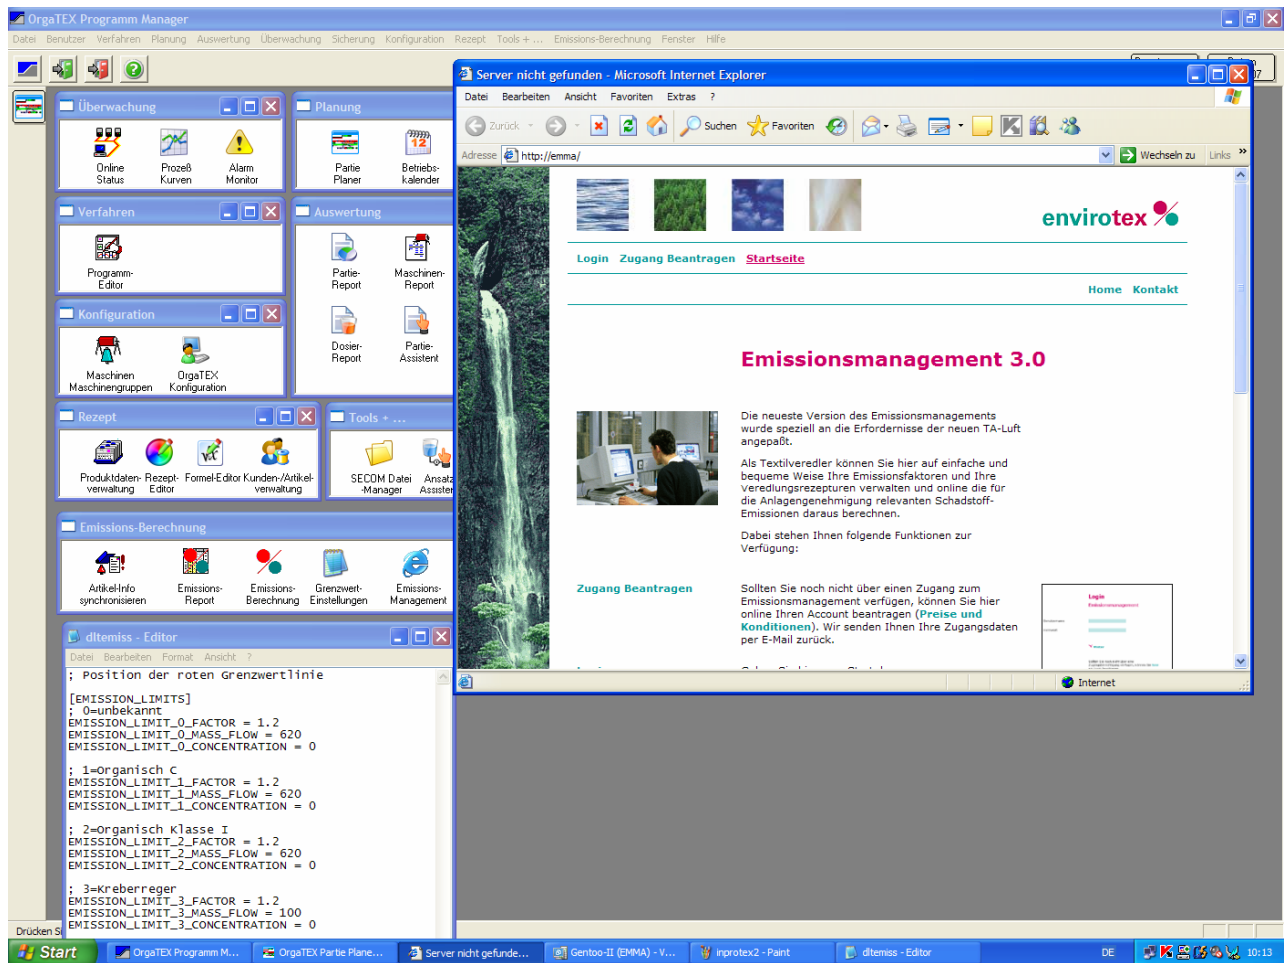 OrgaTEX Programm Manager
Datei Benutzer Verfahren Planung Auswertung Überwachung Sicherung Konfiguration Rezept Tools + ... Emissions-Berechnung Fenster Hilfe
Überwachung
Online Status
Prozeß Kurven
Alarm Monitor
Planung
Partie Planer
Betriebs-kalender
Verfahren
Programm-Editor
Auswertung
Partie-Report
Maschinen-Report
Dosier-Report
Partie-Assistent
Konfiguration
Maschinen Maschinengruppen
OrgaTEX Konfiguration
Rezept
Produktdaten-verwaltung
Rezept-Editor
Formel-Editor
Kunden-/Artikel-verwaltung
Tools + ...
SECOM Datei -Manager
Ansatz Assisten
Emissions-Berechnung
Artikel-Info synchronisieren
Emissions-Report
Emissions-Berechnung
Grenzwert-Einstellungen
Emissions-Management
dltemiss - Editor
Datei Bearbeiten Format Ansicht ?
; Position der roten Grenzwertlinie
[EMISSION_LIMITS]
; 0=unbekannt
EMISSION_LIMIT_0_FACTOR = 1.2
EMISSION_LIMIT_0_MASS_FLOW = 620
EMISSION_LIMIT_0_CONCENTRATION = 0
; 1=Organisch C
EMISSION_LIMIT_1_FACTOR = 1.2
EMISSION_LIMIT_1_MASS_FLOW = 620
EMISSION_LIMIT_1_CONCENTRATION = 0
; 2=Organisch Klasse I
EMISSION_LIMIT_2_FACTOR = 1.2
EMISSION_LIMIT_2_MASS_FLOW = 620
EMISSION_LIMIT_2_CONCENTRATION = 0
; 3=Kreberreger
EMISSION_LIMIT_3_FACTOR = 1.2
EMISSION_LIMIT_3_MASS_FLOW = 100
EMISSION_LIMIT_3_CONCENTRATION = 0
Server nicht gefunden - Microsoft Internet Explorer
Datei Bearbeiten Ansicht Favoriten Extras ?
Zurück Suchen Favoriten
Adresse http://emma/ Wechseln zu Links »
envirotex
Login Zugang Beantragen Startseite
Home Kontakt
Emissionsmanagement 3.0
Die neueste Version des Emissionsmanagements
wurde speziell an die Erfordernisse der neuen TA-Luft
angepaßt.
Als Textilveredler können Sie hier auf einfache und
bequeme Weise Ihre Emissionsfaktoren und Ihre
Veredlungsrezepturen verwalten und online die für
die Anlagengenehmigung relevanten Schadstoff-
Emissionen daraus berechnen.
Dabei stehen Ihnen folgende Funktionen zur
Verfügung:
Zugang Beantragen
Sollten Sie noch nicht über einen Zugang zum
Emissionsmanagement verfügen, können Sie hier
online Ihren Account beantragen (Preise und
Konditionen). Wir senden Ihnen Ihre Zugangsdaten
per E-Mail zurück.
Login
Emissionsmanagement
Internet
Drücken Si
Start
OrgaTEX Programm M...
OrgaTEX Partie Plane...
Server nicht gefunde...
Gentoo-II (EMMA) - V...
inprotex2 - Paint
dltemiss - Editor
DE
10:13